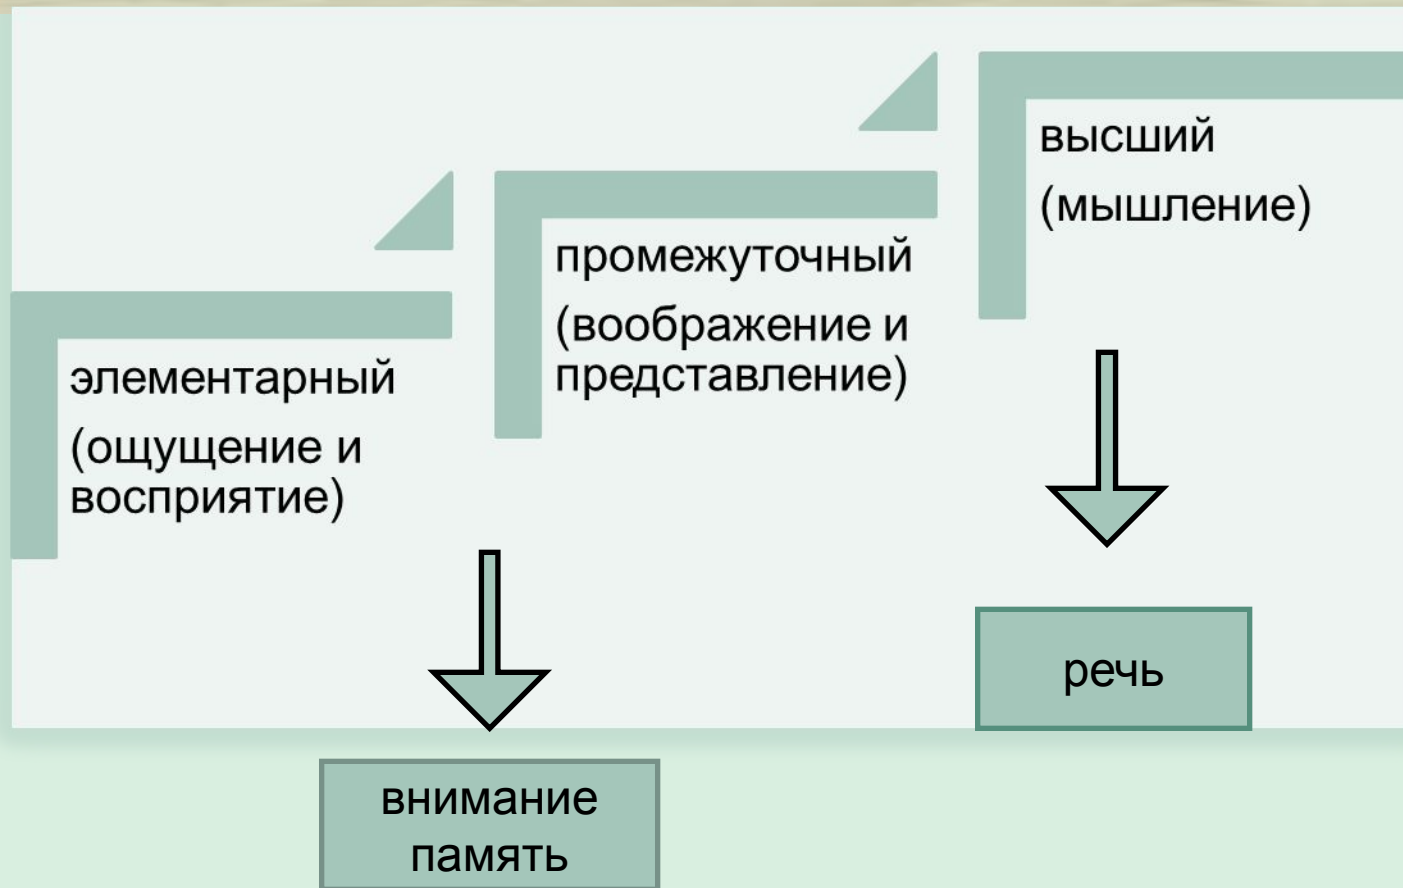 элементарный
(ощущение и
восприятие)
промежуточный
(воображение и
представление)
высший
(мышление)
внимание
память
речь